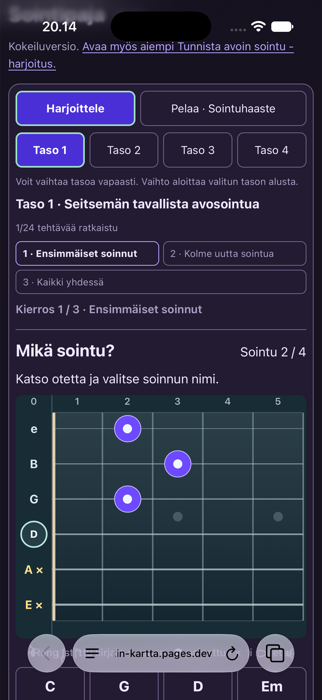 20.14
Sointupaja
Kokeiluversio. Avaa myös aiempi Tunnista avoin sointu -
harjoitus.
Harjoittele
Pelaa · Sointuhaaste
Taso 1
Taso 2
Taso 3
Taso 4
Voit vaihtaa tasoa vapaasti. Vaihto aloittaa valitun tason alusta.
Taso 1 · Seitsemän tavallista avosointua
1/24 tehtävää ratkaistu
1 · Ensimmäiset soinnut
2 · Kolme uutta sointua
3 · Kaikki yhdessä
Kierros 1 / 3 · Ensimmäiset soinnut
Mikä sointu?
Sointu 2 / 4
Katso otetta ja valitse soinnun nimi.
0 1 2 3 4 5
e
B
G
D
A ×
E ×
in-kartta.pages.dev
C
G
D
Em